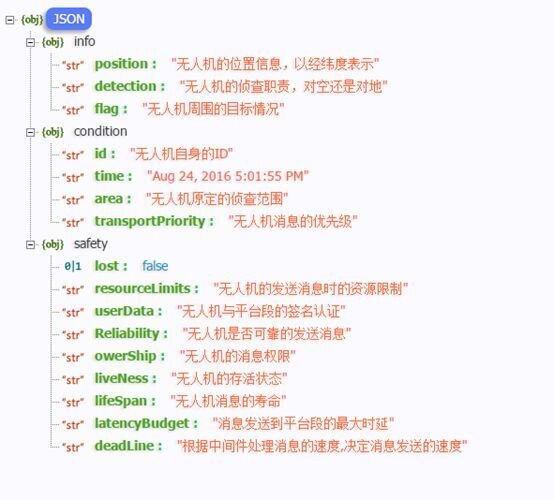 {obj} JSON
{obj} info
"str" position : "无人机的位置信息，以经纬度表示"
"str" detection : "无人机的侦查职责，对空还是对地"
"str" flag : "无人机周围的目标情况"
{obj} condition
"str" id : "无人机自身的ID"
"str" time : "Aug 24, 2016 5:01:55 PM"
"str" area : "无人机原定的侦查范围"
"str" transportPriority : "无人机消息的优先级"
{obj} safety
0|1 lost : false
"str" resourceLimits : "无人机的发送消息时的资源限制"
"str" userData : "无人机与平台段的签名认证"
"str" Reliability : "无人机是否可靠的发送消息"
"str" owerShip : "无人机的消息权限"
"str" liveNess : "无人机的存活状态"
"str" lifeSpan : "无人机消息的寿命"
"str" latencyBudget : "消息发送到平台段的最大时延"
"str" deadLine : "根据中间件处理消息的速度,决定消息发送的速度"